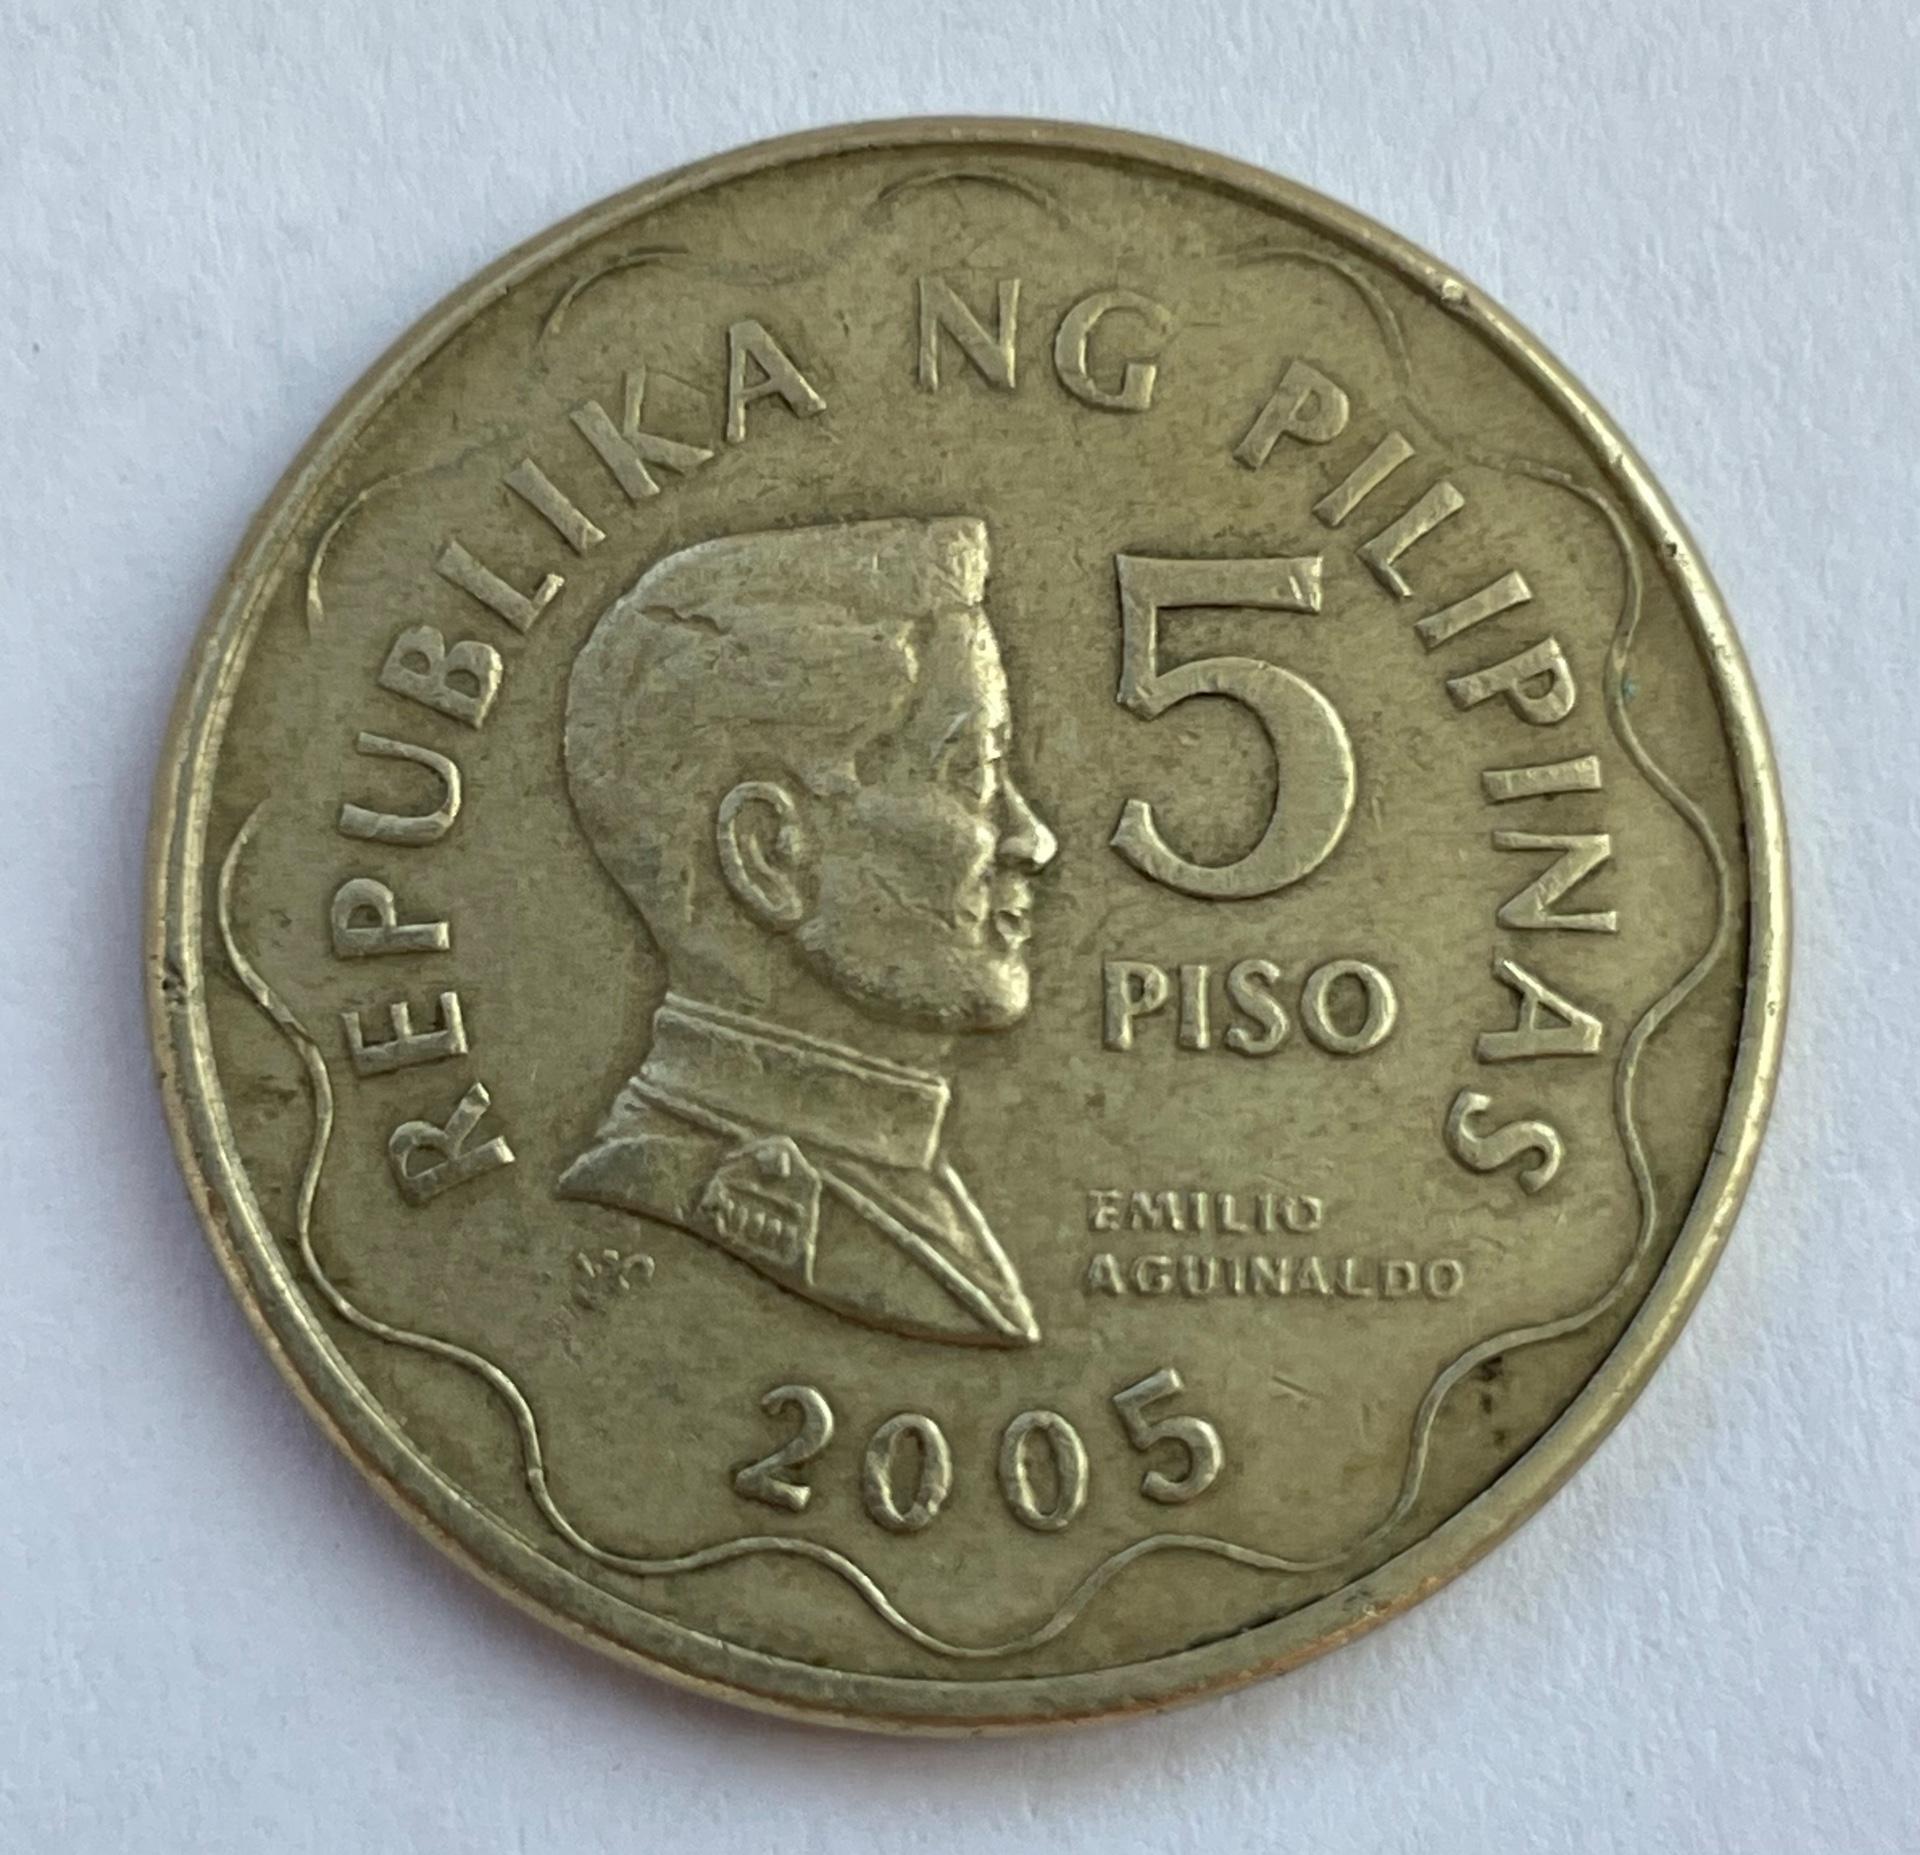 REPUBLIKA NG PILIPINAS
5
PISO
EMILIO
AGUINALDO
2005